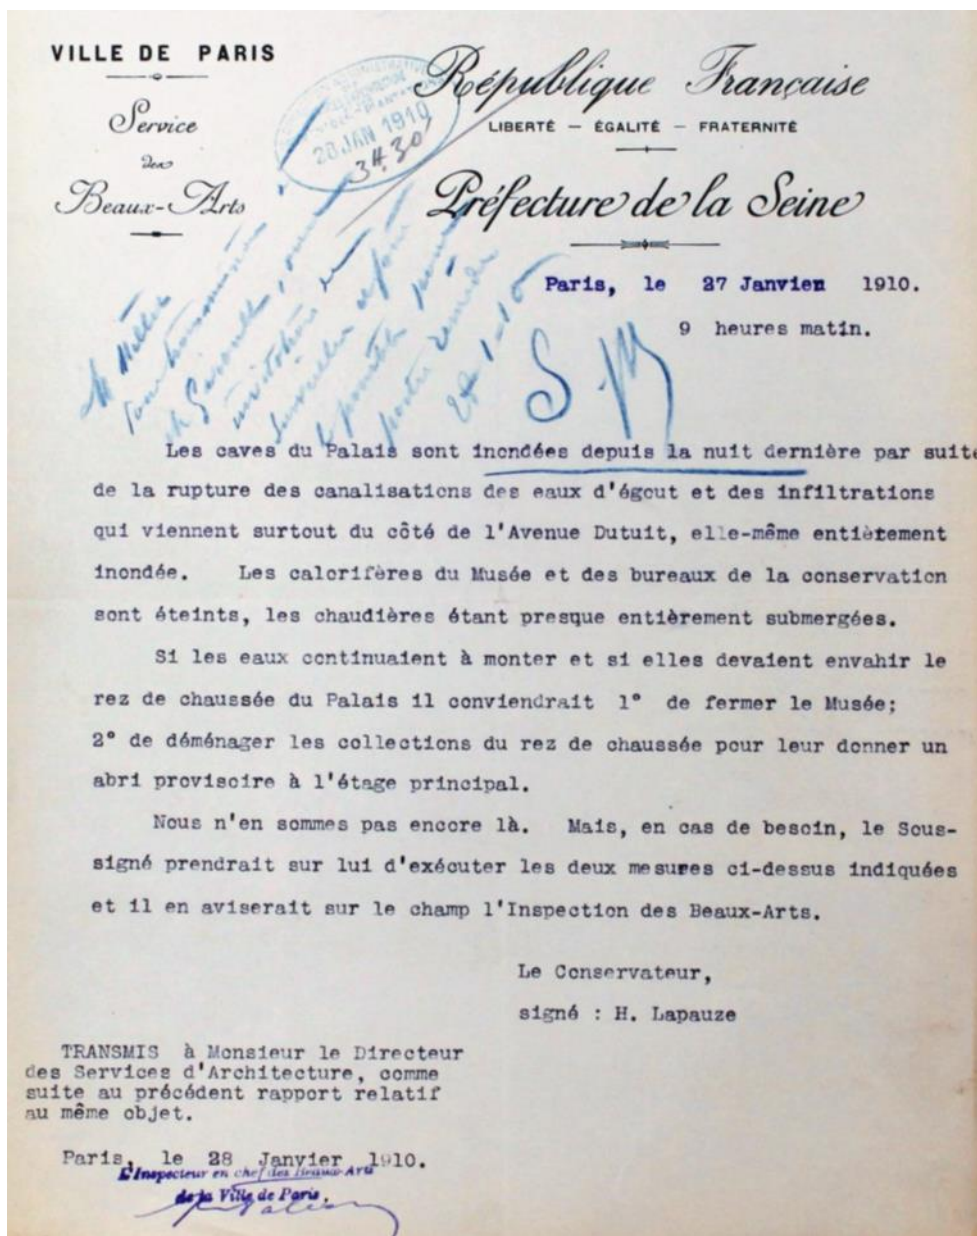 VILLE DE PARIS
Service
des
Beaux-Arts
28 JAN 1910
République Française
LIBERTÉ — ÉGALITÉ — FRATERNITÉ
Préfecture de la Seine
Paris, le 27 Janvier 1910.
9 heures matin.
Les caves du Palais sont inondées depuis la nuit dernière par suite
de la rupture des canalisations des eaux d'égout et des infiltrations
qui viennent surtout du côté de l'Avenue Dutuit, elle-même entièrement
inondée. Les calorifères du Musée et des bureaux de la conservation
sont éteints, les chaudières étant presque entièrement submergées.
Si les eaux continuaient à monter et si elles devaient envahir le
rez de chaussée du Palais il conviendrait 1° de fermer le Musée;
2° de déménager les collections du rez de chaussée pour leur donner un
abri provisoire à l'étage principal.
Nous n'en sommes pas encore là. Mais, en cas de besoin, le Sous-
signé prendrait sur lui d'exécuter les deux mesures ci-dessus indiquées
et il en aviserait sur le champ l'Inspection des Beaux-Arts.
Le Conservateur,
signé : H. Lapauze
TRANSMIS à Monsieur le Directeur
des Services d'Architecture, comme
suite au précédent rapport relatif
au même objet.
Paris, le 28 Janvier 1910.
L'Inspecteur en chef des Beaux-Arts
de la Ville de Paris.